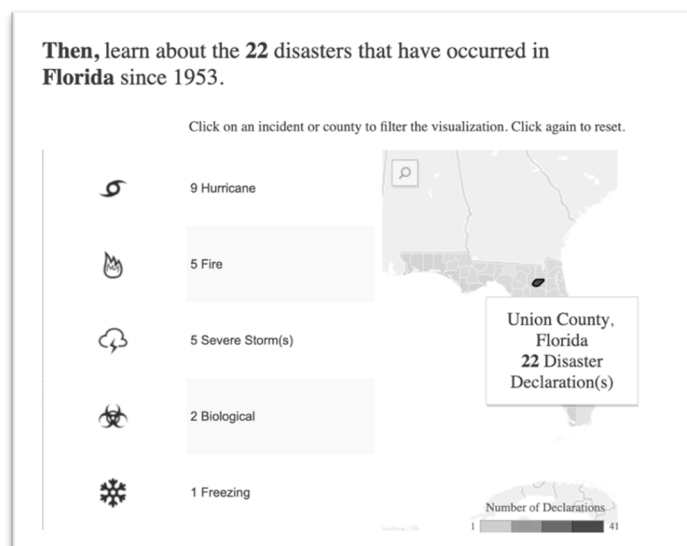 Then, learn about the 22 disasters that have occurred in
Florida since 1953.
Click on an incident or county to filter the visualization. Click again to reset.
9 Hurricane
5 Fire
5 Severe Storm(s)
2 Biological
1 Freezing
Union County,
Florida
22 Disaster
Declaration(s)
Number of Declarations
1 41